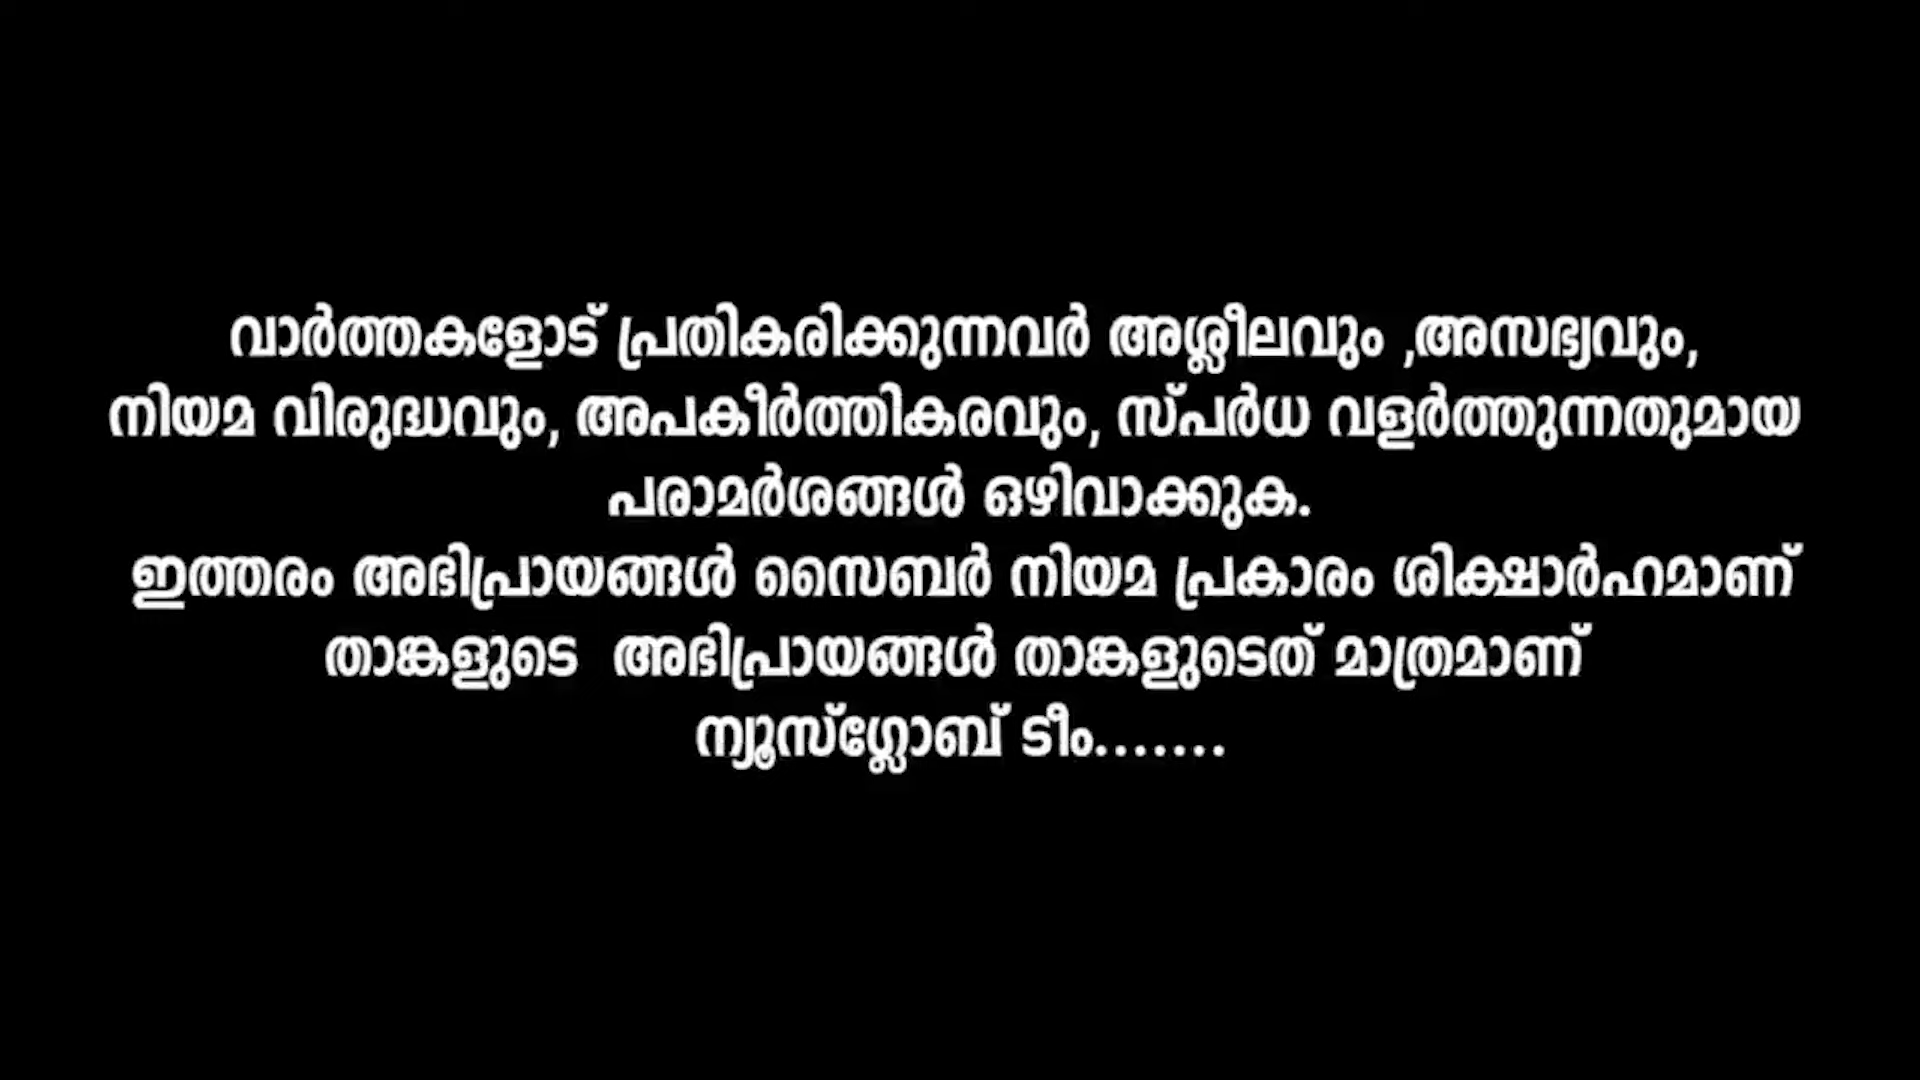 വാർത്തകളോട് പ്രതികരിക്കുന്നവർ അശ്ലീലവും ,അസഭ്യവും,
നിയമ വിരുദ്ധവും, അപകീർത്തികരവും, സ്പർധ വളർത്തുന്നതുമായ
പരാമർശങ്ങൾ ഒഴിവാക്കുക.
ഇത്തരം അഭിപ്രായങ്ങൾ സൈബർ നിയമ പ്രകാരം ശിക്ഷാർഹമാണ്
താങ്കളുടെ അഭിപ്രായങ്ങൾ താങ്കളുടെത് മാത്രമാണ്
ന്യൂസ്ഗ്ലോബ് ടീം.......